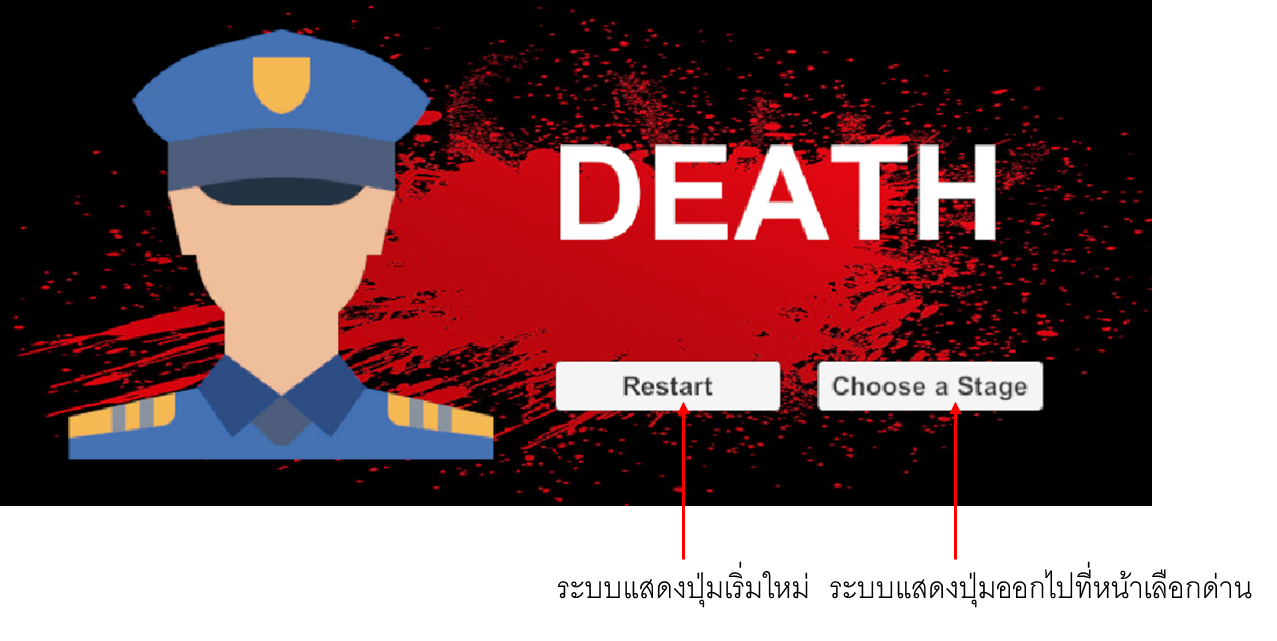 DEATH
Restart
Choose a Stage
ระบบแสดงปุ่มเริ่มใหม่
ระบบแสดงปุ่มออกไปที่หน้าเลือกด่าน